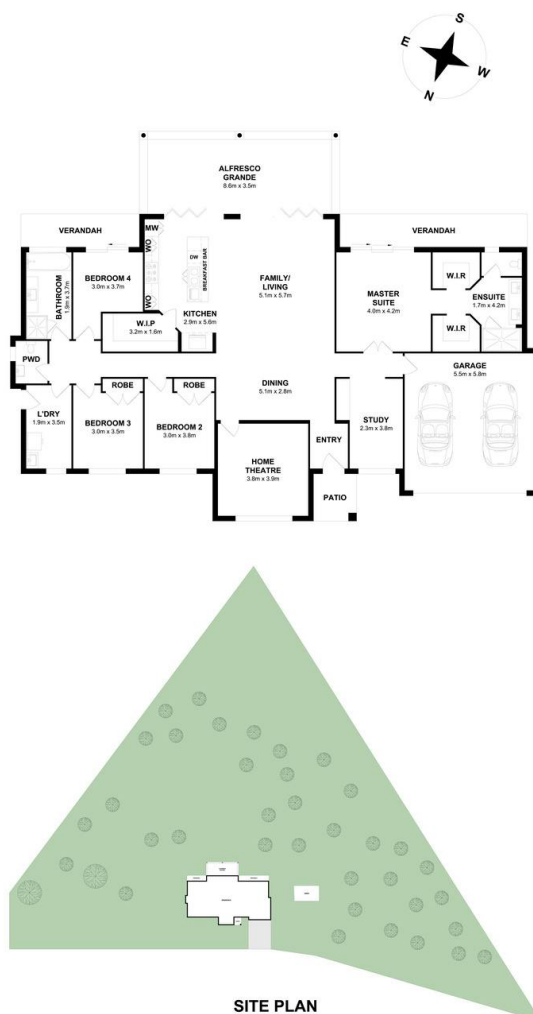 S
E
W
N
ALFRESCO
GRANDE
8.6m x 3.5m
VERANDAH
VERANDAH
MW
WO
DW
BREAKFAST BAR
WO
BATHROOM
1.9m x 3.7m
BEDROOM 4
3.0m x 3.7m
W.I.P
3.2m x 1.6m
KITCHEN
2.9m x 5.6m
FAMILY/
LIVING
5.1m x 5.7m
MASTER
SUITE
4.0m x 4.2m
W.I.R
ENSUITE
1.7m x 4.2m
W.I.R
PWD
L'DRY
1.9m x 3.5m
ROBE
ROBE
BEDROOM 3
3.0m x 3.5m
BEDROOM 2
3.0m x 3.8m
DINING
5.1m x 2.8m
GARAGE
5.5m x 5.8m
STUDY
2.3m x 3.8m
ENTRY
HOME
THEATRE
3.8m x 3.9m
PATIO
SITE PLAN